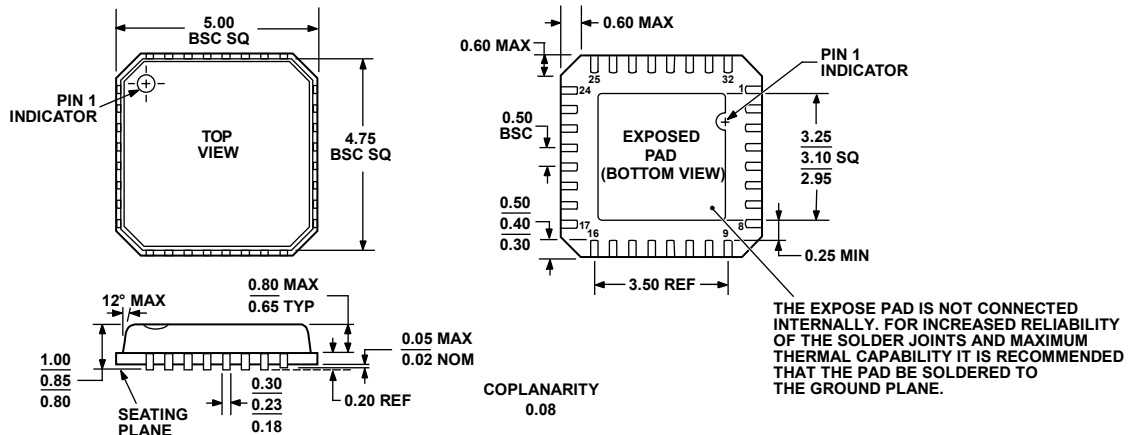 5.00
BSC SQ
PIN 1
INDICATOR
TOP
VIEW
4.75
BSC SQ
0.60 MAX
0.60 MAX
PIN 1
INDICATOR
25
32
24
1
0.50
BSC
EXPOSED
PAD
(BOTTOM VIEW)
3.25
3.10 SQ
2.95
0.50
0.40
0.30
17
16
9
8
0.25 MIN
3.50 REF
12° MAX
0.80 MAX
0.65 TYP
1.00
0.85
0.80
0.05 MAX
0.02 NOM
0.30
0.23
0.18
0.20 REF
SEATING
PLANE
COPLANARITY
0.08
THE EXPOSE PAD IS NOT CONNECTED
INTERNALLY. FOR INCREASED RELIABILITY
OF THE SOLDER JOINTS AND MAXIMUM
THERMAL CAPABILITY IT IS RECOMMENDED
THAT THE PAD BE SOLDERED TO
THE GROUND PLANE.